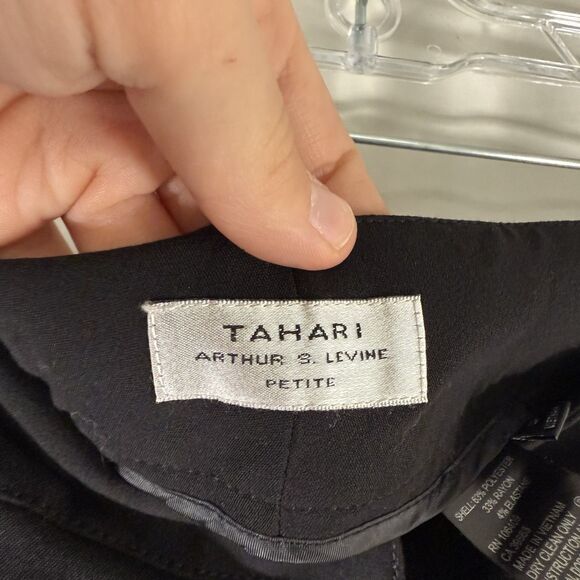 TAHARI
ARTHUR S. LEVINE
PETITE
SHELL 63% POLYESTER
33% RAYON
4% ELASTANE
MADE IN VIETNAM
DRY CLEAN ONLY